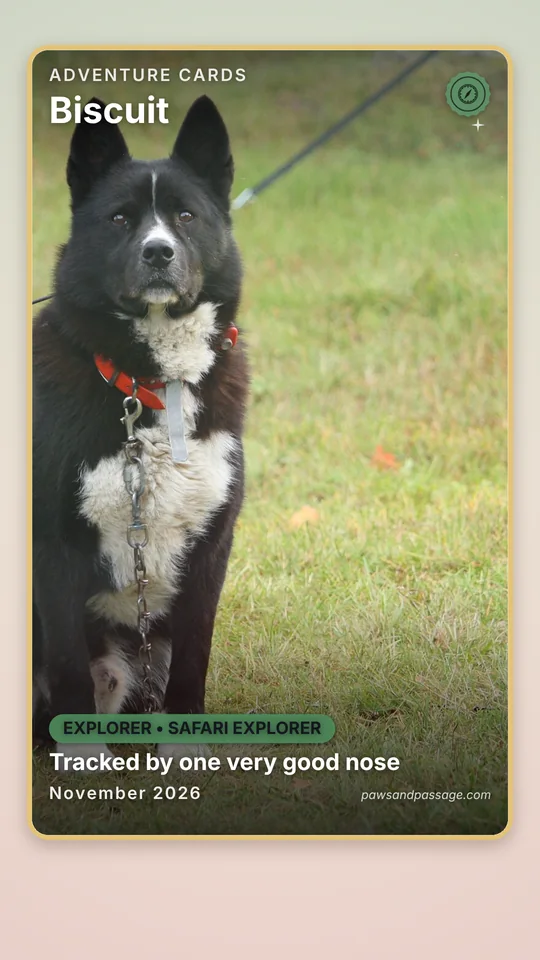 ADVENTURE CARDS
Biscuit
EXPLORER • SAFARI EXPLORER
Tracked by one very good nose
November 2026
pawsandpassage.com